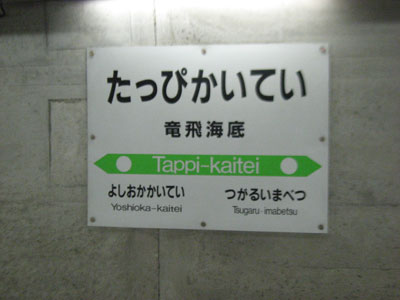 たっぴかいてい
竜飛海底
Tappi-kaitei
よしおかかいてい つがるいまべつ
Yoshioka-kaitei Tsugaru-imabetsu